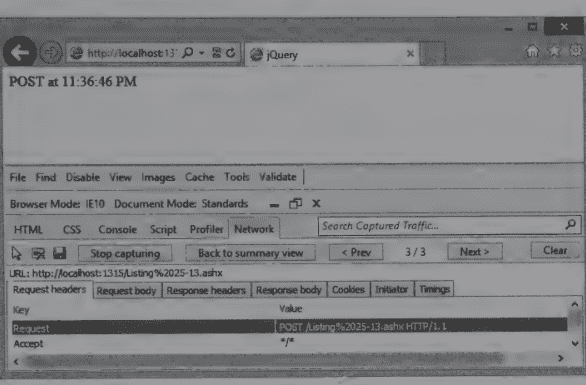 http://localhost:13 jQuery
POST at 11:36:46 PM
File Find Disable View Images Cache Tools Validate
Browser Mode: IE10 Document Mode: Standards
HTML CSS Console Script Profiler Network Search Captured Traffic...
Stop capturing Back to summary view < Prev 3 / 3 Next > Clear
URL: http://localhost:1315/Listing%2025-13.ashx
Request headers Request body Response headers Response body Cookies Initiator Timings
Key Value
Request POST /Listing%2025-13.ashx HTTP/1.1
Accept */*